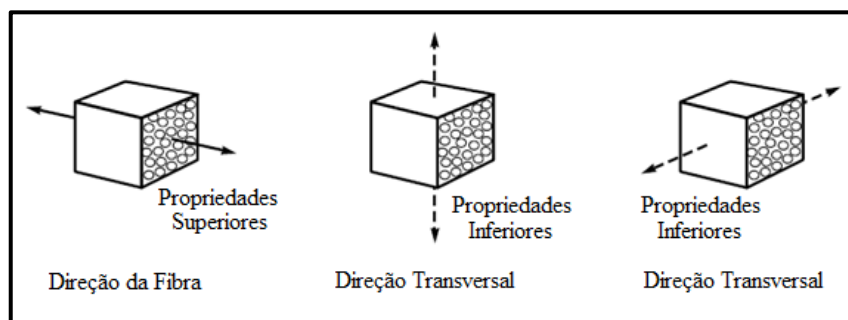 Propriedades
Superiores
Direção da Fibra
Propriedades
Inferiores
Direção Transversal
Propriedades
Inferiores
Direção Transversal